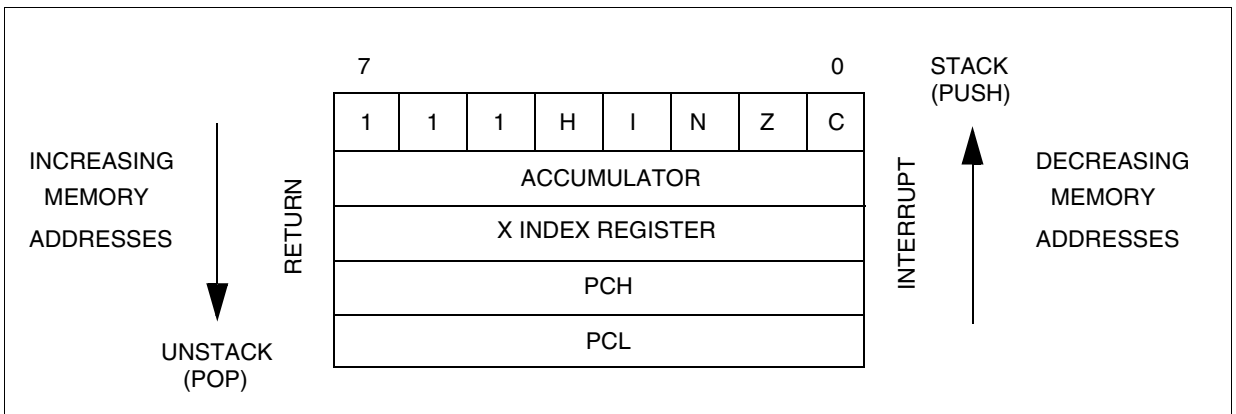 7 0
STACK
(PUSH)
1 1 1 H I N Z C
INCREASING
MEMORY
ADDRESSES
RETURN
ACCUMULATOR
X INDEX REGISTER
PCH
PCL
INTERRUPT
DECREASING
MEMORY
ADDRESSES
UNSTACK
(POP)